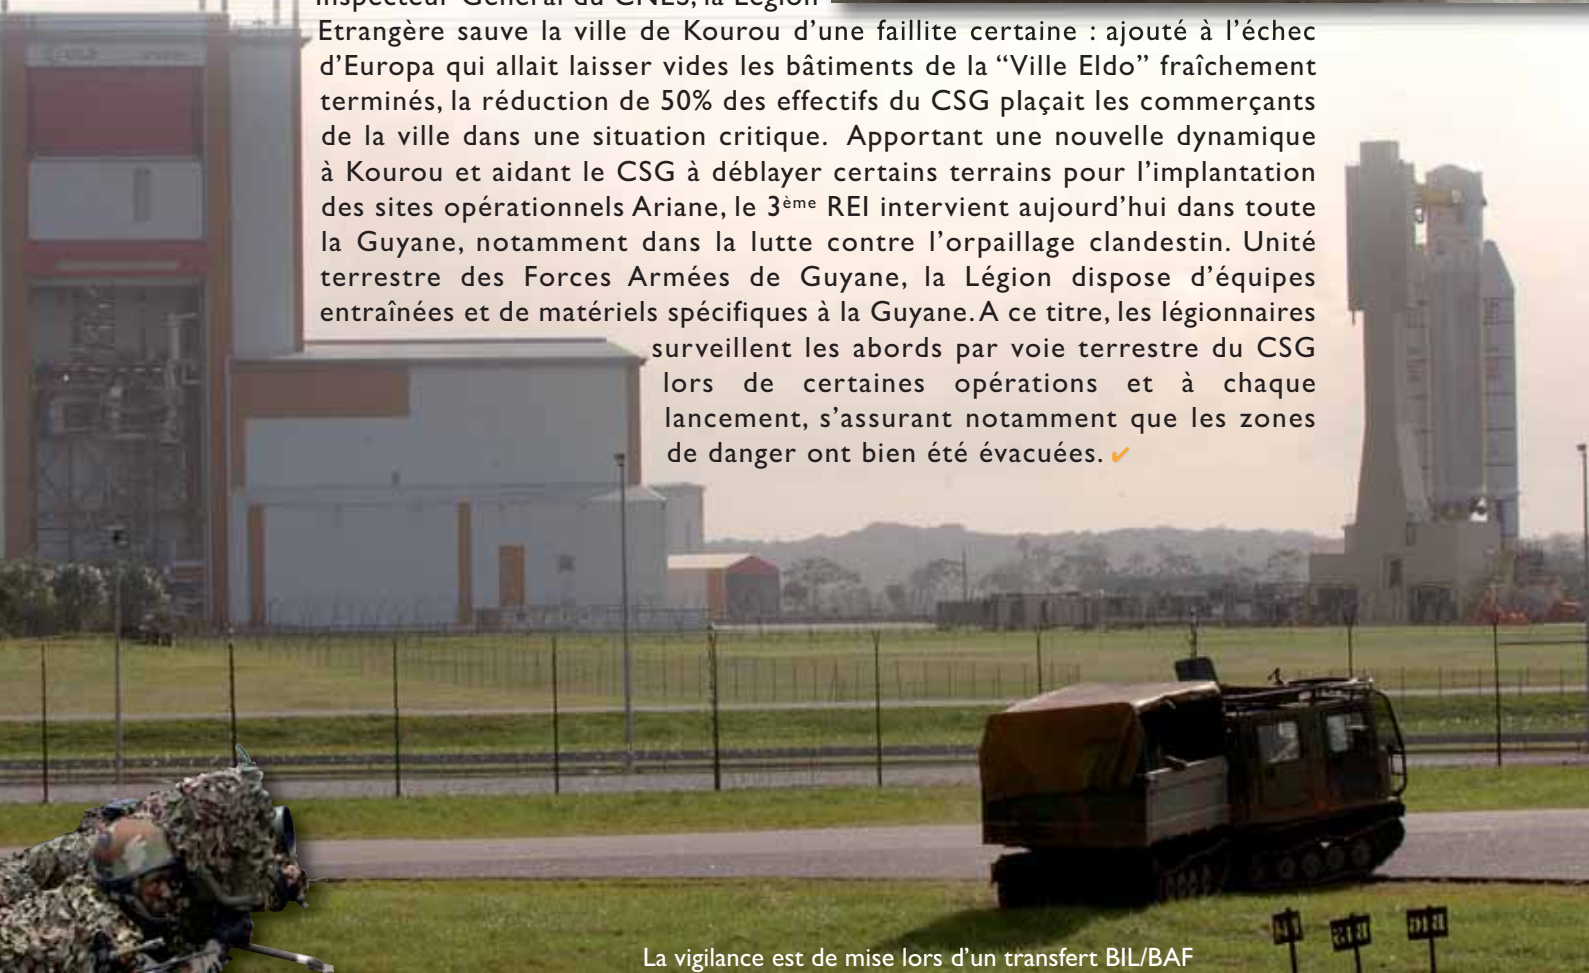 Inspecteur Général du CNES, la Légion
Etrangère sauve la ville de Kourou d'une faillite certaine : ajouté à l'échec
d'Europa qui allait laisser vides les bâtiments de la “Ville Eldo” fraîchement
terminés, la réduction de 50% des effectifs du CSG plaçait les commerçants
de la ville dans une situation critique. Apportant une nouvelle dynamique
à Kourou et aidant le CSG à déblayer certains terrains pour l'implantation
des sites opérationnels Ariane, le 3ème REI intervient aujourd'hui dans toute
la Guyane, notamment dans la lutte contre l'orpaillage clandestin. Unité
terrestre des Forces Armées de Guyane, la Légion dispose d'équipes
entraînées et de matériels spécifiques à la Guyane. A ce titre, les légionnaires
surveillent les abords par voie terrestre du CSG
lors de certaines opérations et à chaque
lancement, s'assurant notamment que les zones
de danger ont bien été évacuées. ✔
La vigilance est de mise lors d'un transfert BIL/BAF